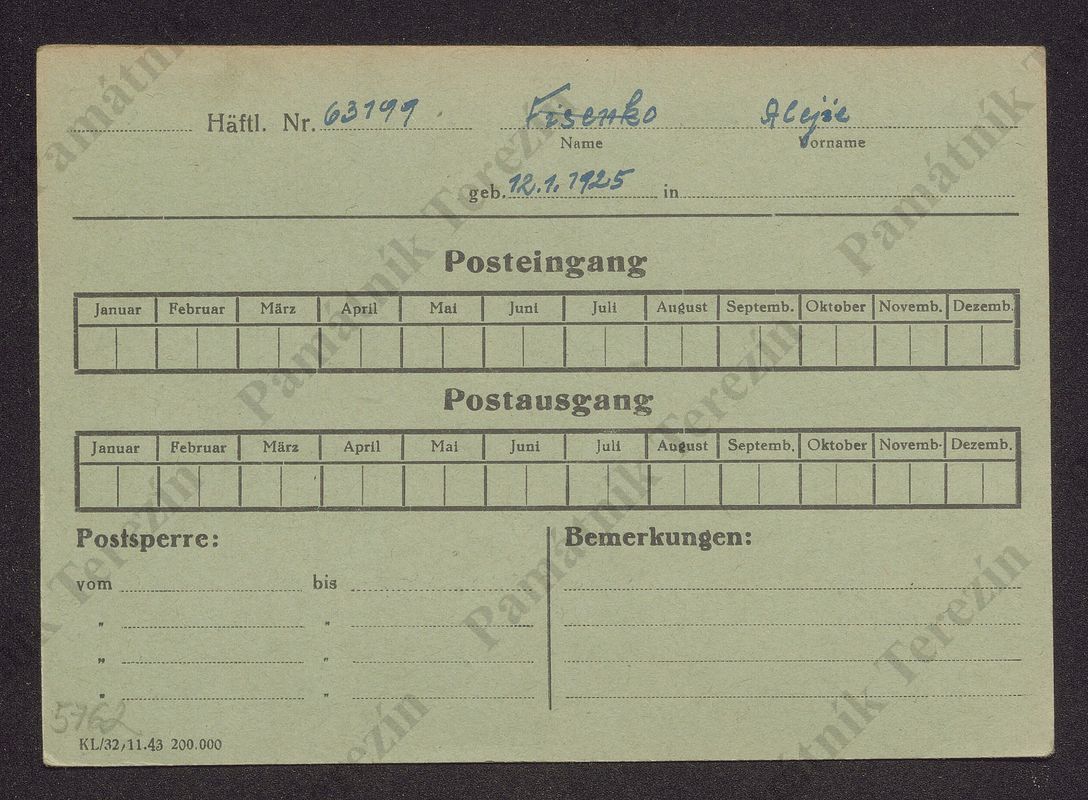 Häftl. Nr. 63199 Fisenko
Name Vorname
geb. 12.1.1925 in
Posteingang
Januar Februar März April Mai Juni Juli August Septemb. Oktober Novemb. Dezemb.
Postausgang
Januar Februar März April Mai Juni Juli August Septemb. Oktober Novemb. Dezemb.
Postsperre:
vom bis
" "
" "
" "
Bemerkungen:
5762
KL/32, 11.43 200.000
Památník Terezín